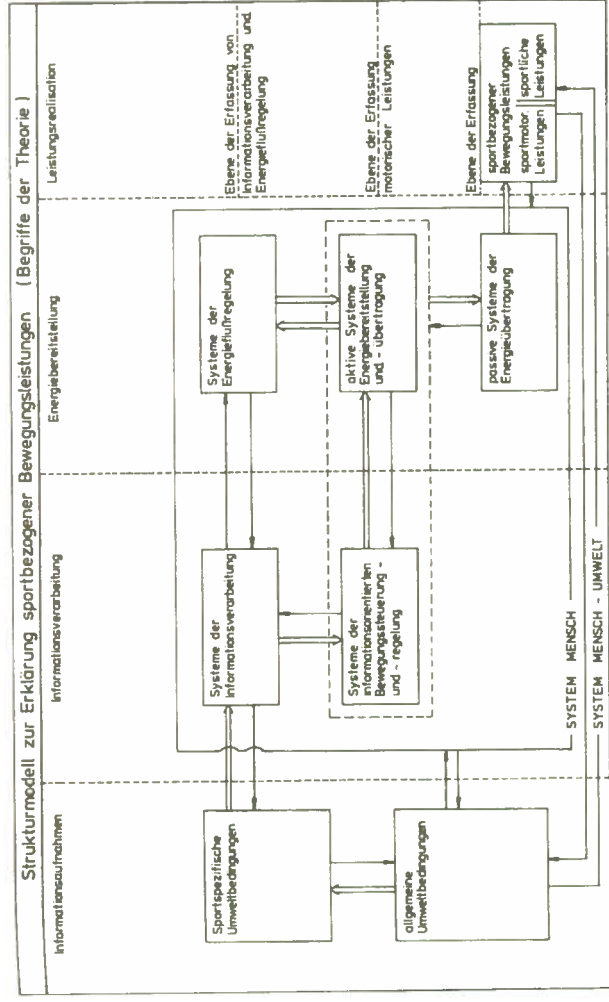 Strukturmodell zur Erklärung sportbezogener Bewegungsleistungen (Begriffe der Theorie)
Informationsaufnahmen
Informationsverarbeitung
Energiebereitstellung
Leistungsrealisation
Sportspezifische
Umweltbedingungen
allgemeine
Umweltbedingungen
Systeme der
Informationsverarbeitung
Systeme der
informationsorientierten
Bewegungssteuerung -
und - regelung
Systeme der
Energieflußregelung
aktive Systeme der
Energiebereitstellung
und - übertragung
passive Systeme der
Energieübertragung
Ebene der Erfassung von
Informationsverarbeitung und
Energieflußregelung
Ebene der Erfassung
motorischer Leistungen
Ebene der Erfassung
sportbezogener
Bewegungsleistungen
sportmotor. sportliche
Leistungen Leistungen
SYSTEM MENSCH
SYSTEM MENSCH - UMWELT